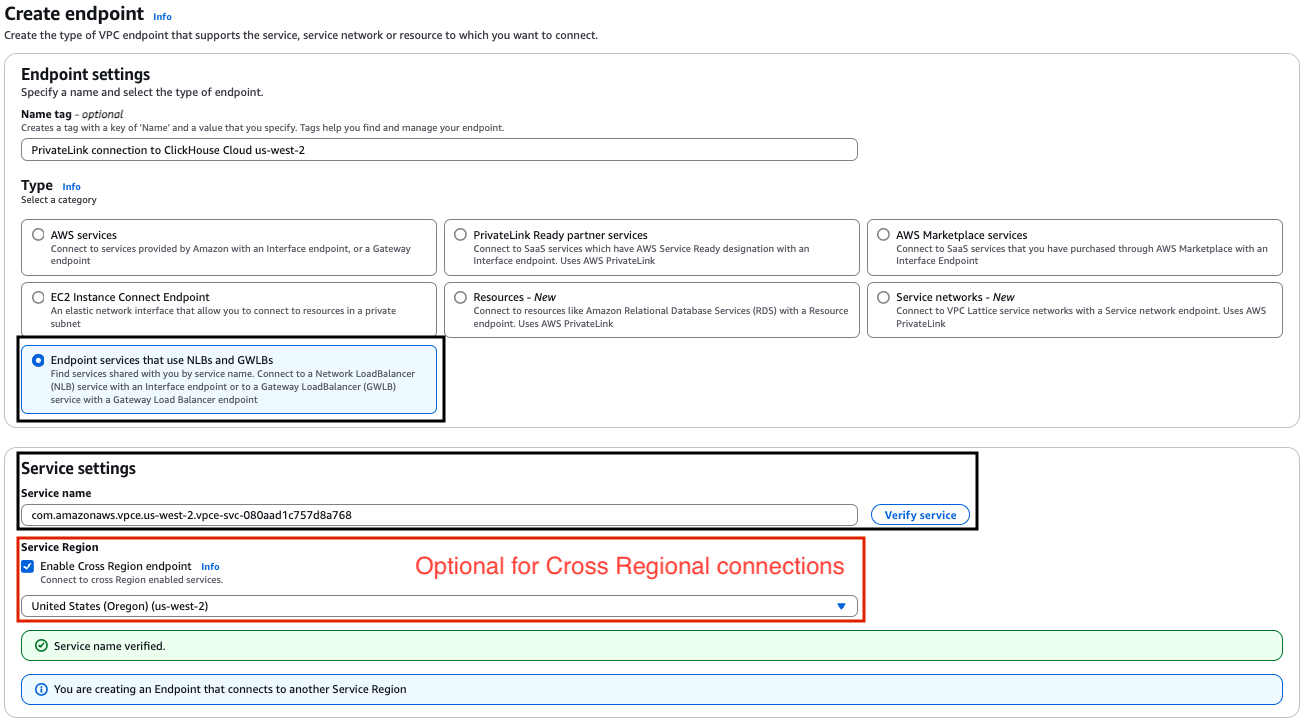 Create endpoint Info
Create the type of VPC endpoint that supports the service, service network or resource to which you want to connect.
Endpoint settings
Specify a name and select the type of endpoint.
Name tag - optional
Creates a tag with a key of 'Name' and a value that you specify. Tags help you find and manage your endpoint.
PrivateLink connection to ClickHouse Cloud us-west-2
Type Info
Select a category
AWS services
Connect to services provided by Amazon with an Interface endpoint, or a Gateway
endpoint
PrivateLink Ready partner services
Connect to SaaS services which have AWS Service Ready designation with an
Interface endpoint. Uses AWS PrivateLink
AWS Marketplace services
Connect to SaaS services that you have purchased through AWS Marketplace with an
Interface Endpoint
EC2 Instance Connect Endpoint
An elastic network interface that allow you to connect to resources in a private
subnet
Resources - New
Connect to resources like Amazon Relational Database Services (RDS) with a Resource
endpoint. Uses AWS PrivateLink
Service networks - New
Connect to VPC Lattice service networks with a Service network endpoint. Uses AWS
PrivateLink
Endpoint services that use NLBs and GWLBs
Find services shared with you by service name. Connect to a Network LoadBalancer
(NLB) service with an Interface endpoint or to a Gateway LoadBalancer (GWLB)
service with a Gateway Load Balancer endpoint
Service settings
Service name
com.amazonaws.vpce.us-west-2.vpce-svc-080aad1c757d8a768
Verify service
Service Region
Enable Cross Region endpoint Info
Connect to cross Region enabled services.
Optional for Cross Regional connections
United States (Oregon) (us-west-2)
Service name verified.
You are creating an Endpoint that connects to another Service Region